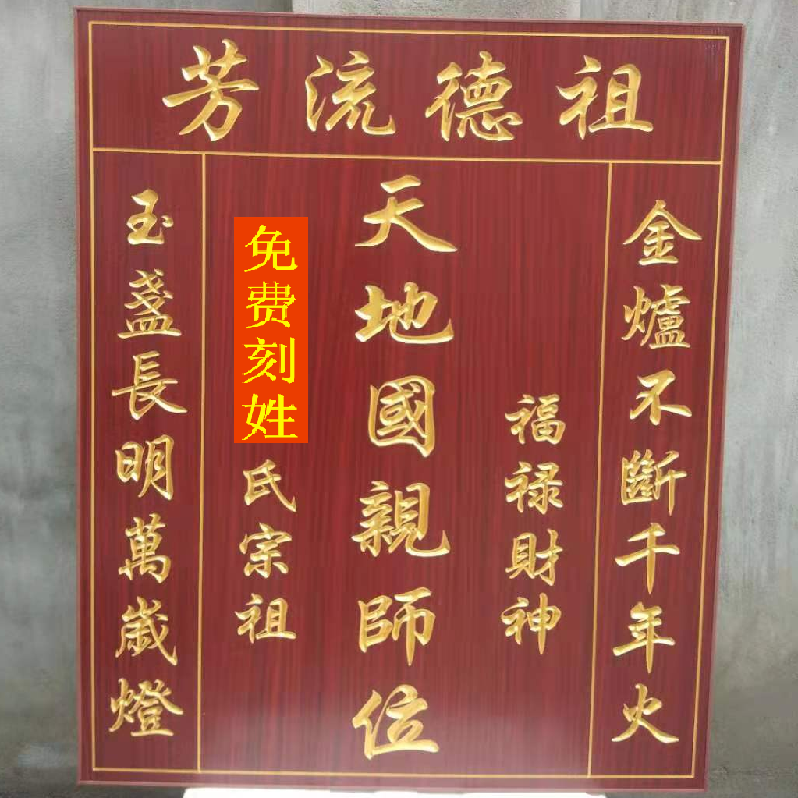 祖德流芳
金爐不斷千年火
福禄財神
天地國親師位
免费刻姓
氏宗祖
玉盞長明萬歲燈